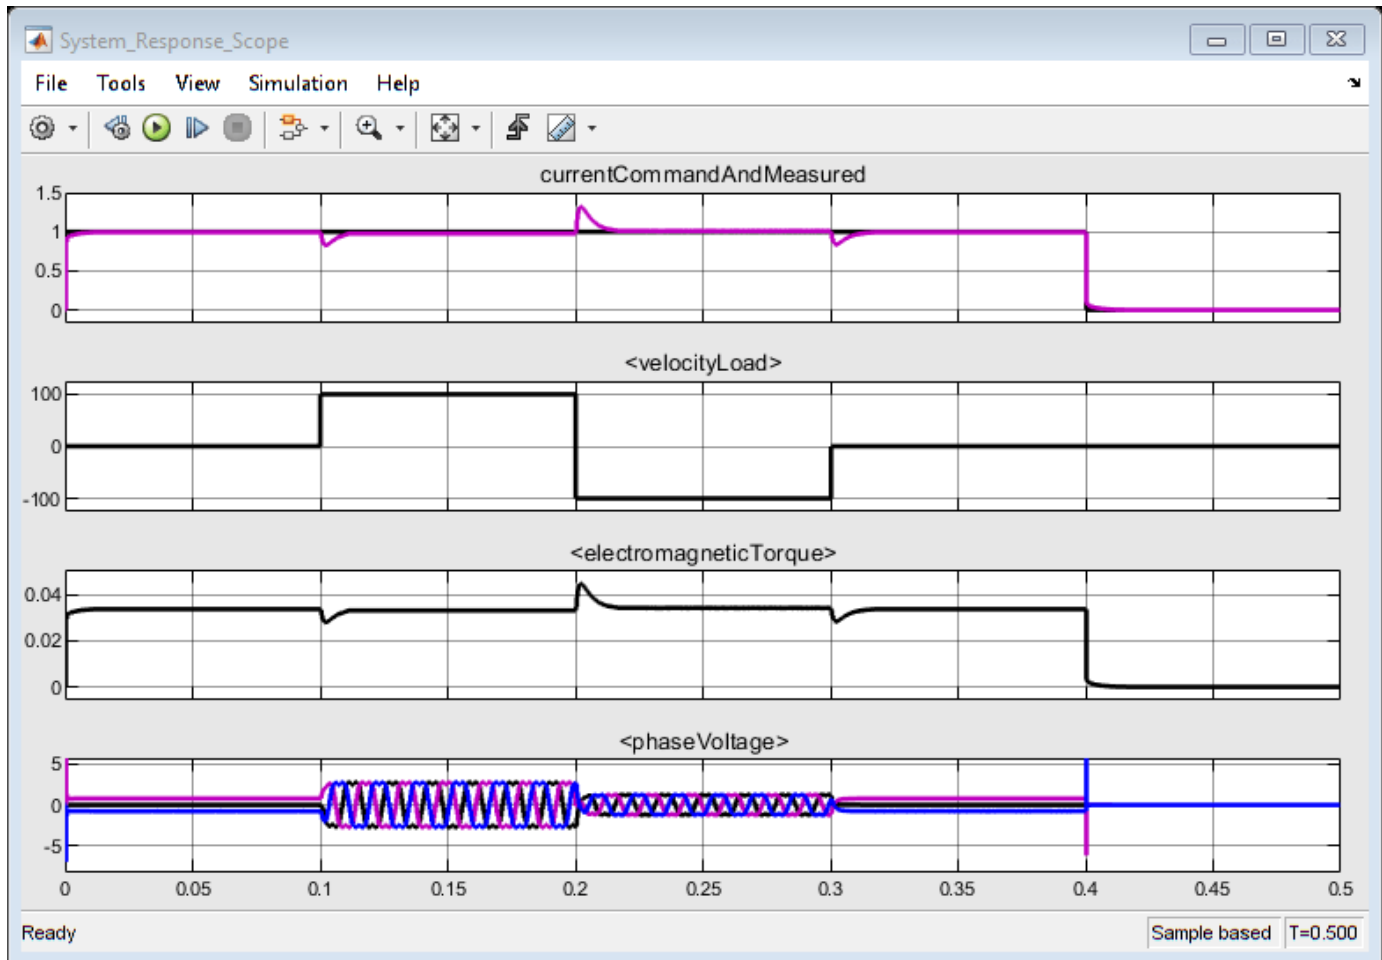 System_Response_Scope
File Tools View Simulation Help
currentCommandAndMeasured
1.5
1
0.5
0
<velocityLoad>
100
0
-100
<electromagneticTorque>
0.04
0.02
0
<phaseVoltage>
5
0
-5
0 0.05 0.1 0.15 0.2 0.25 0.3 0.35 0.4 0.45 0.5
Ready Sample based T=0.500